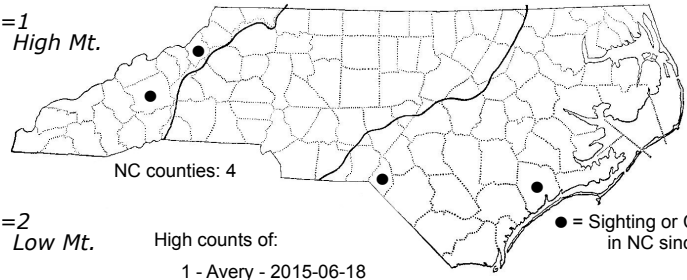 =1
High Mt.
NC counties: 4
=2
Low Mt.
High counts of:
● = Sighting or
in NC
1 - Avery - 2015-06-18